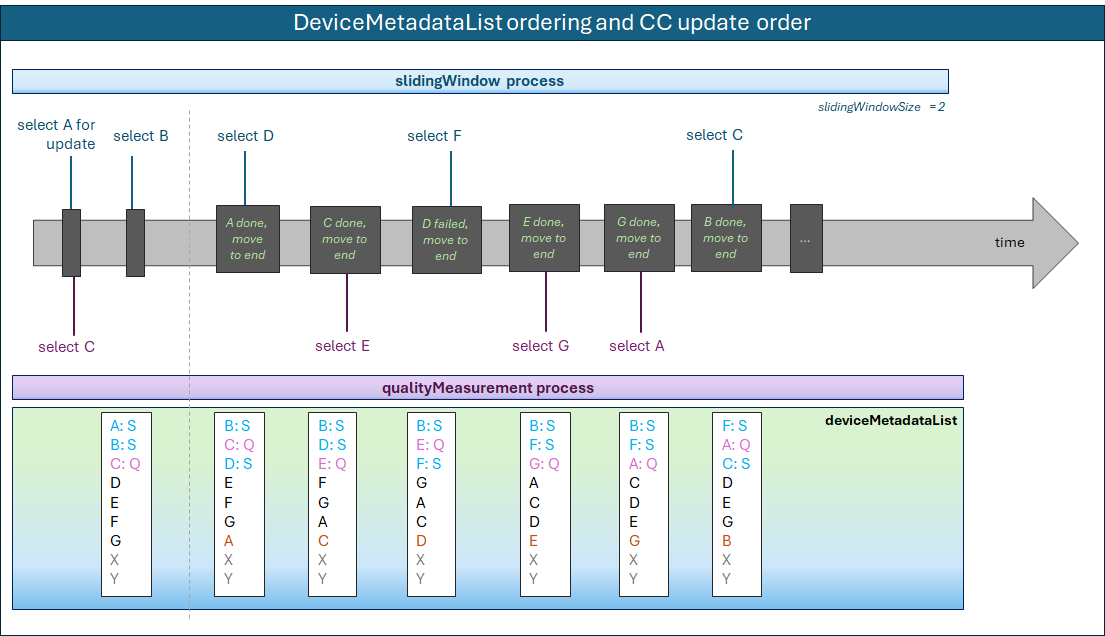 DeviceMetadataList ordering and CC update order
slidingWindow process
slidingWindowSize = 2
select A for
update
select B
select D
select F
select C
A done,
move
to end
C done,
move to
end
D failed,
move to
end
E done,
move to
end
G done,
move to
end
B done,
move to
end
...
time
select C
select E
select G
select A
qualityMeasurement process
deviceMetadataList
A: S
B: S
C: Q
D
E
F
G
X
Y
B: S
C: Q
D: S
E
F
G
A
X
Y
B: S
D: S
E: Q
F
G
A
C
X
Y
B: S
E: Q
F: S
G
A
C
D
X
Y
B: S
F: S
G: Q
A
C
D
E
X
Y
B: S
F: S
A: Q
C
D
E
G
X
Y
F: S
A: Q
C: S
D
E
G
B
X
Y